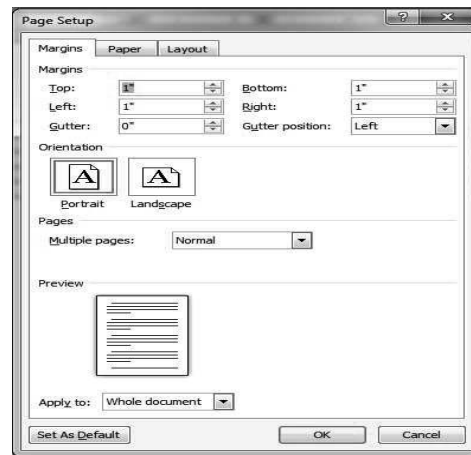 Page Setup
Margins Paper Layout
Margins
Top: 1" Bottom: 1"
Left: 1" Right: 1"
Gutter: 0" Gutter position: Left
Orientation
A A
Portrait Landscape
Pages
Multiple pages: Normal
Preview
Apply to: Whole document
Set As Default OK Cancel